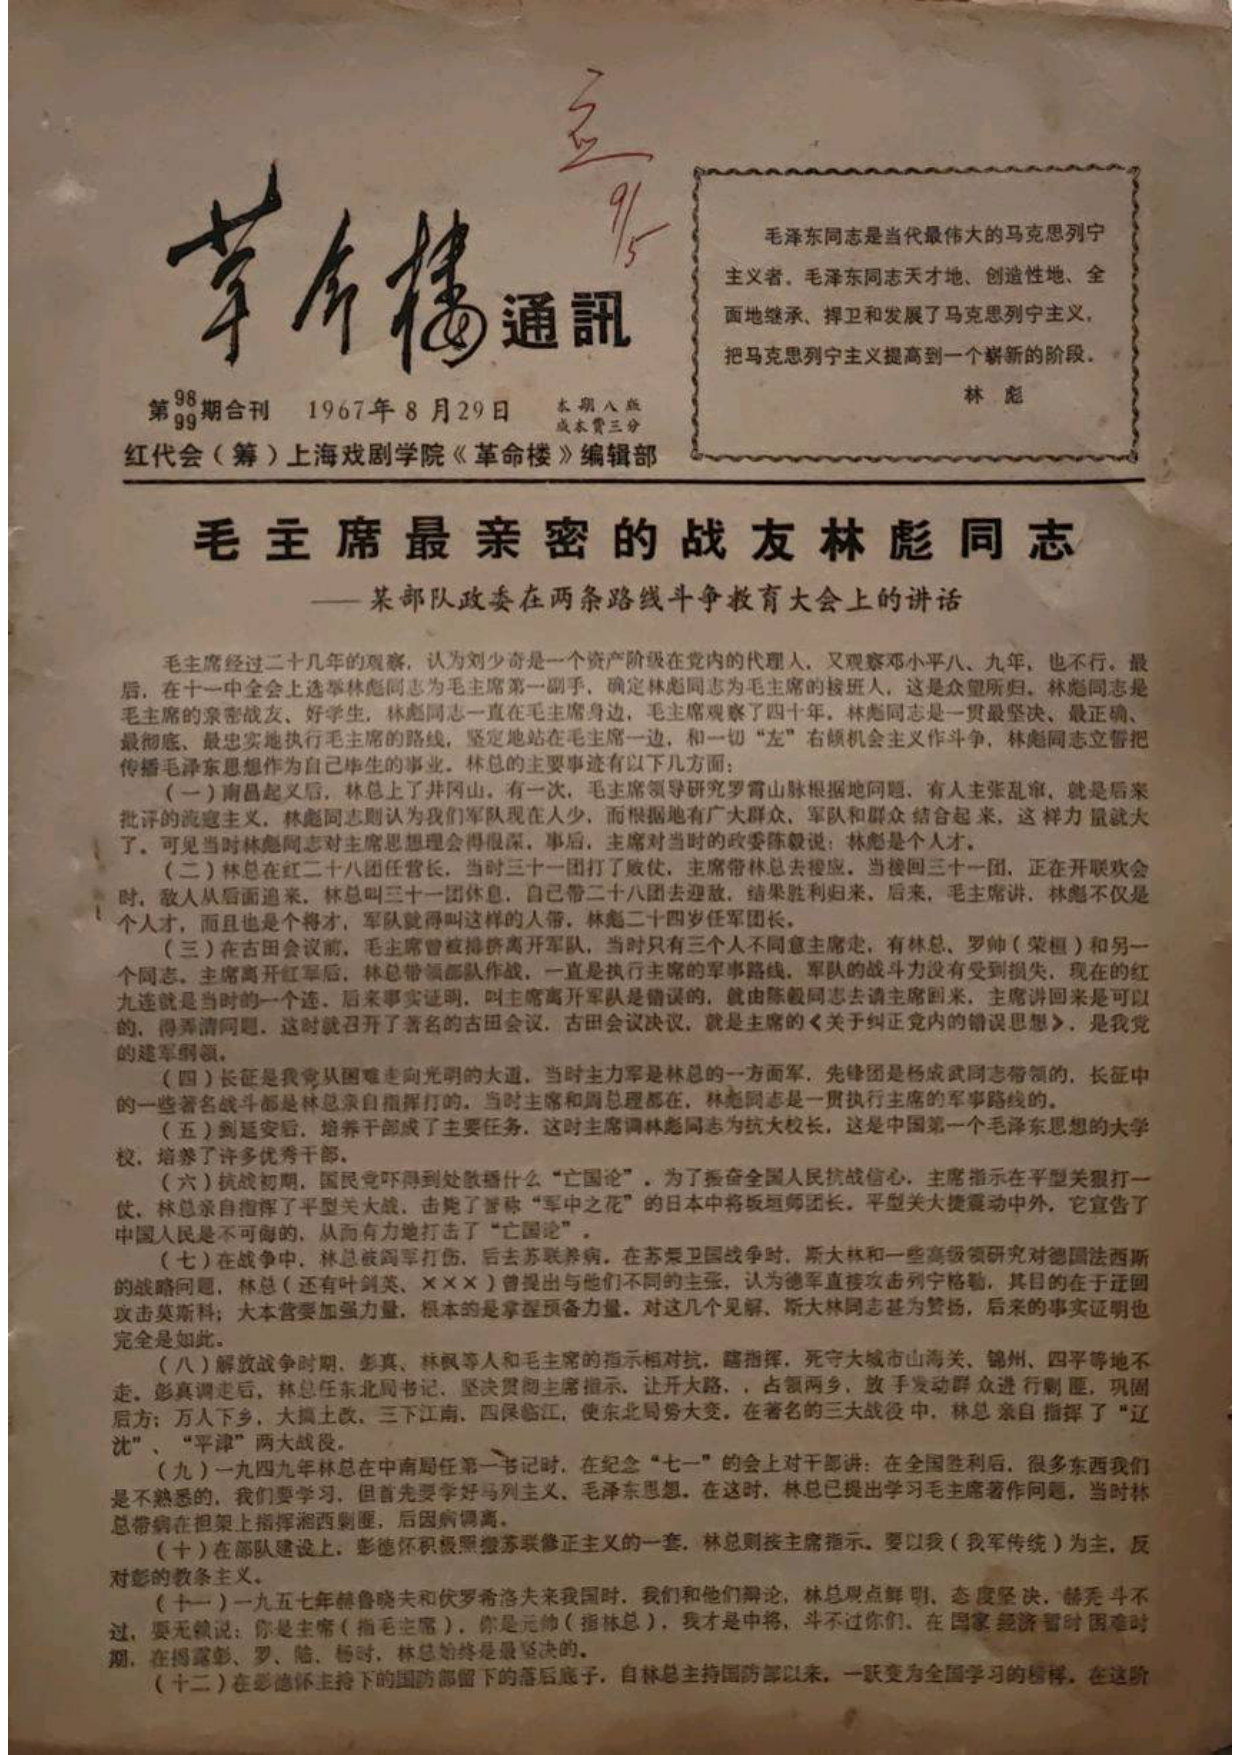 革命楼通訊
第98 99期合刊 1967年8月29日 本期八版 成本费三分
红代会(筹)上海戏剧学院《革命楼》编辑部
9/5
毛泽东同志是当代最伟大的马克思列宁
主义者。毛泽东同志天才地、创造性地、全
面地继承、捍卫和发展了马克思列宁主义，
把马克思列宁主义提高到一个崭新的阶段。
林 彪
毛主席最亲密的战友林彪同志
——某部队政委在两条路线斗争教育大会上的讲话
毛主席经过二十几年的观察，认为刘少奇是一个资产阶级在党内的代理人，又观察邓小平八、九年，也不行。最
后，在十一中全会上选举林彪同志为毛主席第一副手，确定林彪同志为毛主席的接班人，这是众望所归。林彪同志是
毛主席的亲密战友、好学生，林彪同志一直在毛主席身边，毛主席观察了四十年。林彪同志是一贯最坚决、最正确、
最彻底、最忠实地执行毛主席的路线，坚定地站在毛主席一边，和一切“左”右倾机会主义作斗争，林彪同志立誓把
传播毛泽东思想作为自己毕生的事业。林总的主要事迹有以下几方面：
(一)南昌起义后，林总上了井冈山。有一次，毛主席领导研究罗霄山脉根据地问题，有人主张乱窜，就是后来
批评的流寇主义，林彪同志则认为我们军队现在人少，而根据地有广大群众，军队和群众结合起来，这样力量就大
了。可见当时林彪同志对主席思想理会得很深，事后，主席对当时的政委陈毅说：林彪是个人才。
(二)林总在红二十八团任营长，当时三十一团打了败仗，主席带林总去接应。当接回三十一团，正在开联欢会
时，敌人从后面追来，林总叫三十一团休息，自己带二十八团去迎敌，结果胜利归来。后来，毛主席讲，林彪不仅是
个人才，而且也是个将才，军队就得叫这样的人带。林彪二十四岁任军团长。
(三)在古田会议前，毛主席曾被排挤离开军队，当时只有三个人不同意主席走，有林总、罗帅(荣桓)和另一
个同志。主席离开红军后，林总带领部队作战，一直是执行主席的军事路线，军队的战斗力没有受到损失，现在的红
九连就是当时的一个连。后来事实证明，叫主席离开军队是错误的，就由陈毅同志去请主席回来，主席讲回来是可以
的，得弄清问题，这时就召开了著名的古田会议，古田会议决议，就是主席的《关于纠正党内的错误思想》，是我党
的建军纲领。
(四)长征是我党从困难走向光明的大道，当时主力军是林总的一方面军，先锋团是杨成武同志带领的，长征中
的一些著名战斗都是林总亲自指挥打的，当时主席和周总理都在，林彪同志是一贯执行主席的军事路线的。
(五)到延安后，培养干部成了主要任务，这时主席调林彪同志为抗大校长，这是中国第一个毛泽东思想的大学
校，培养了许多优秀干部。
(六)抗战初期，国民党吓得到处散播什么“亡国论”。为了振奋全国人民抗战信心，主席指示在平型关狠打一
仗，林总亲自指挥了平型关大战，击毙了誉称“军中之花”的日本中将板垣师团长。平型关大捷震动中外，它宣告了
中国人民是不可侮的，从而有力地打击了“亡国论”。
(七)在战争中，林总被阎军打伤，后去苏联养病。在苏荣卫国战争时，斯大林和一些高级领研究对德国法西斯
的战略问题，林总(还有叶剑英、×××)曾提出与他们不同的主张，认为德军直接攻击列宁格勒，其目的在于迂回
攻击莫斯科；大本营要加强力量，根本的是掌握预备力量。对这几个见解，斯大林同志甚为赞扬，后来的事实证明也
完全是如此。
(八)解放战争时期，彭真、林枫等人和毛主席的指示相对抗，瞎指挥，死守大城市山海关、锦州、四平等地不
走。彭真调走后，林总任东北局书记，坚决贯彻主席指示，让开大路，，占领两乡，放手发动群众进行剿匪，巩固
后方；万人下乡，大搞土改，三下江南，四保临江，使东北局势大变。在著名的三大战役中，林总亲自指挥了“辽
沈”、“平津”两大战役。
(九)一九四九年林总在中南局任第一书记时，在纪念“七一”的会上对干部讲：在全国胜利后，很多东西我们
是不熟悉的，我们要学习，但首先要学好马列主义、毛泽东思想。在这时，林总已提出学习毛主席著作问题，当时林
总带病在担架上指挥湘西剿匪，后因病调离。
(十)在部队建设上，彭德怀积极照搬苏联修正主义的一套，林总则按主席指示。要以我(我军传统)为主，反
对彭的教条主义。
(十一)一九五七年赫鲁晓夫和伏罗希洛夫来我国时，我们和他们辩论，林总观点鲜明、态度坚决，赫秃斗不
过，耍无赖说：你是主席(指毛主席)，你是元帅(指林总)，我才是中将，斗不过你们。在国家经济暂时困难时
期，在揭露彭、罗、陆、杨时，林总始终是最坚决的。
(十二)在彭德怀主持下的国防部留下的落后底子，自林总主持国防部以来，一跃变为全国学习的榜样。在这阶